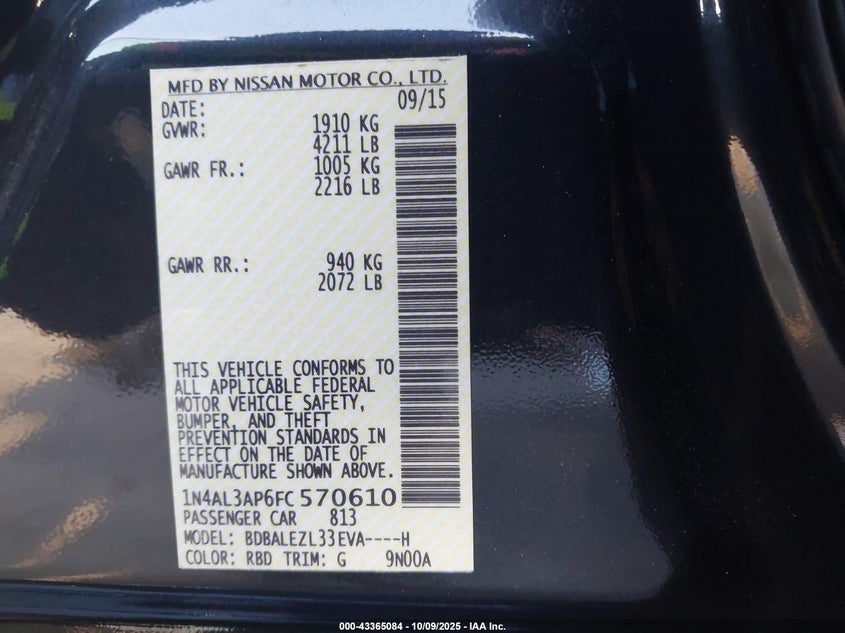 MFD BY NISSAN MOTOR CO., LTD.
DATE: 09/15
GVWR: 1910 KG
4211 LB
GAWR FR.: 1005 KG
2216 LB
GAWR RR.: 940 KG
2072 LB
THIS VEHICLE CONFORMS TO
ALL APPLICABLE FEDERAL
MOTOR VEHICLE SAFETY,
BUMPER, AND THEFT
PREVENTION STANDARDS IN
EFFECT ON THE DATE OF
MANUFACTURE SHOWN ABOVE.
1N4AL3AP6FC 570610
PASSENGER CAR 813
MODEL: BDBALEZL33EVA----H
COLOR: RBD TRIM: G 9N00A
000-43365084 - 10/09/2025 - IAA Inc.